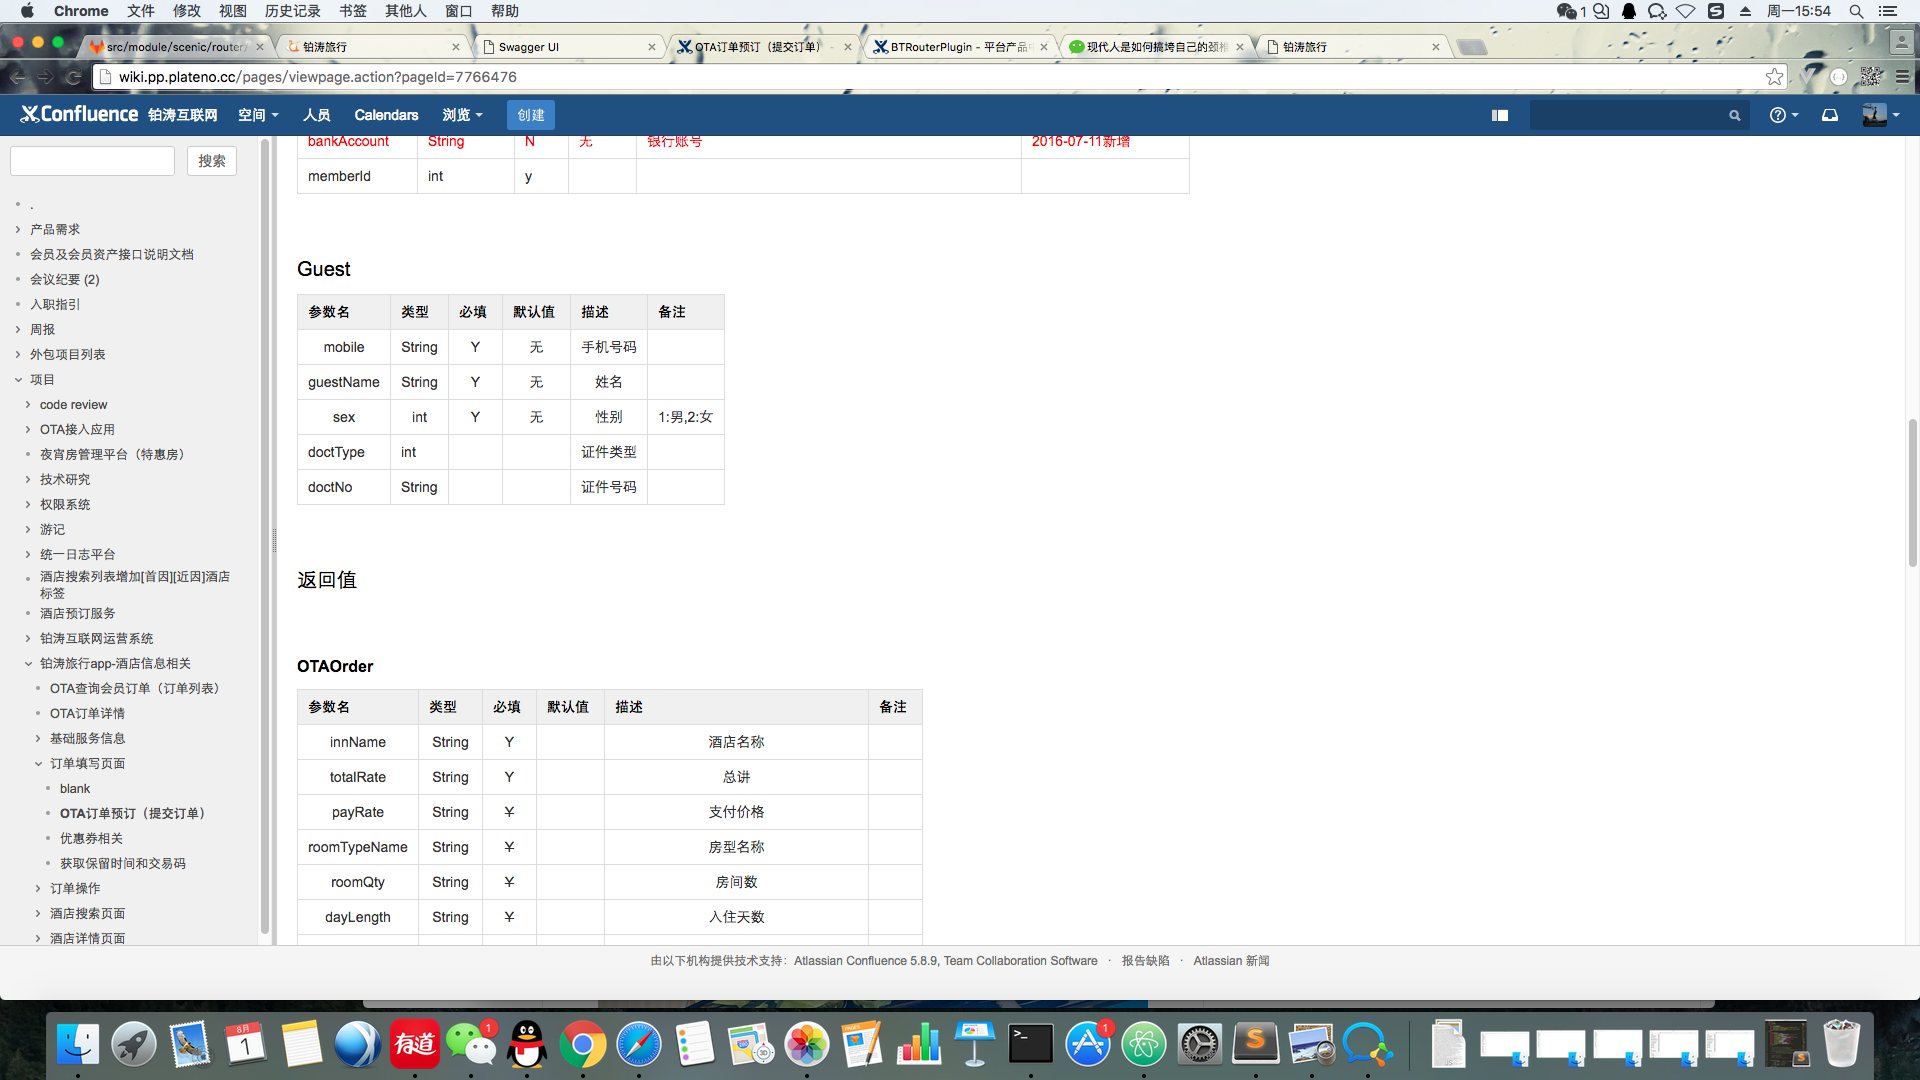 Chrome 文件 修改 视图 历史记录 书签 其他人 窗口 帮助 1 周一15:54
src/module/scenic/router/ 铂涛旅行 Swagger UI OTA订单预订（提交订单） - BTRouterPlugin - 平台产品 现代人是如何搞垮自己的颈椎 铂涛旅行
wiki.pp.plateno.cc/pages/viewpage.action?pageId=7766476
Confluence 铂涛互联网 空间 人员 Calendars 浏览 创建
搜索
.
产品需求
会员及会员资产接口说明文档
会议纪要 (2)
入职指引
周报
外包项目列表
项目
code review
OTA接入应用
夜宵房管理平台（特惠房）
技术研究
权限系统
游记
统一日志平台
酒店搜索列表增加[首因][近因]酒店
标签
酒店预订服务
铂涛互联网运营系统
铂涛旅行app-酒店信息相关
OTA查询会员订单（订单列表）
OTA订单详情
基础服务信息
订单填写页面
blank
OTA订单预订（提交订单）
优惠券相关
获取保留时间和交易码
订单操作
酒店搜索页面
酒店详情页面
bankAccount String N 无 银行账号 2016-07-11新增
memberId int y
Guest
参数名 类型 必填 默认值 描述 备注
mobile String Y 无 手机号码
guestName String Y 无 姓名
sex int Y 无 性别 1:男,2:女
doctType int 证件类型
doctNo String 证件号码
返回值
OTAOrder
参数名 类型 必填 默认值 描述 备注
innName String Y 酒店名称
totalRate String Y 总讲
payRate String ￥ 支付价格
roomTypeName String ￥ 房型名称
roomQty String ￥ 房间数
dayLength String ￥ 入住天数
由以下机构提供技术支持: Atlassian Confluence 5.8.9, Team Collaboration Software · 报告缺陷 · Atlassian 新闻
8月
1
有道
1
PAGES
1